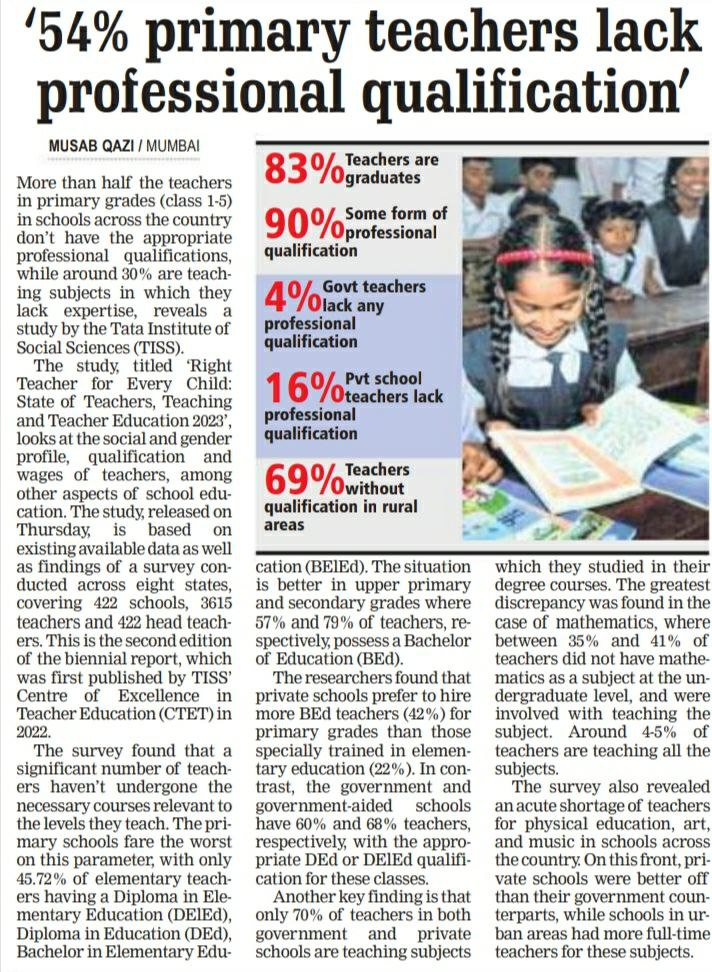 ‘54% primary teachers lack
professional qualification’
MUSAB QAZI / MUMBAI
More than half the teachers
in primary grades (class 1-5)
in schools across the country
don’t have the appropriate
professional qualifications,
while around 30% are teach-
ing subjects in which they
lack expertise, reveals a
study by the Tata Institute of
Social Sciences (TISS).
The study, titled ‘Right
Teacher for Every Child:
State of Teachers, Teaching
and Teacher Education 2023’,
looks at the social and gender
profile, qualification and
wages of teachers, among
other aspects of school edu-
cation. The study, released on
Thursday, is based on
existing available data as well
as findings of a survey con-
ducted across eight states,
covering 422 schools, 3615
teachers and 422 head teach-
ers. This is the second edition
of the biennial report, which
was first published by TISS’
Centre of Excellence in
Teacher Education (CTET) in
2022.
The survey found that a
significant number of teach-
ers haven’t undergone the
necessary courses relevant to
the levels they teach. The pri-
mary schools fare the worst
on this parameter, with only
45.72% of elementary teach-
ers having a Diploma in Ele-
mentary Education (DElEd),
Diploma in Education (DEd),
Bachelor in Elementary Edu-
83% Teachers are
graduates
90% Some form of
professional
qualification
4% Govt teachers
lack any
professional
qualification
16% Pvt school
teachers lack
professional
qualification
69% Teachers
without
qualification in rural
areas
cation (BElEd). The situation
is better in upper primary
and secondary grades where
57% and 79% of teachers, re-
spectively, possess a Bachelor
of Education (BEd).
The researchers found that
private schools prefer to hire
more BEd teachers (42%) for
primary grades than those
specially trained in elemen-
tary education (22%). In con-
trast, the government and
government-aided schools
have 60% and 68% teachers,
respectively, with the appro-
priate DEd or DElEd qualifi-
cation for these classes.
Another key finding is that
only 70% of teachers in both
government and private
schools are teaching subjects
which they studied in their
degree courses. The greatest
discrepancy was found in the
case of mathematics, where
between 35% and 41% of
teachers did not have mathe-
matics as a subject at the un-
dergraduate level, and were
involved with teaching the
subject. Around 4-5% of
teachers are teaching all the
subjects.
The survey also revealed
an acute shortage of teachers
for physical education, art,
and music in schools across
the country. On this front, pri-
vate schools were better off
than their government coun-
terparts, while schools in ur-
ban areas had more full-time
teachers for these subjects.